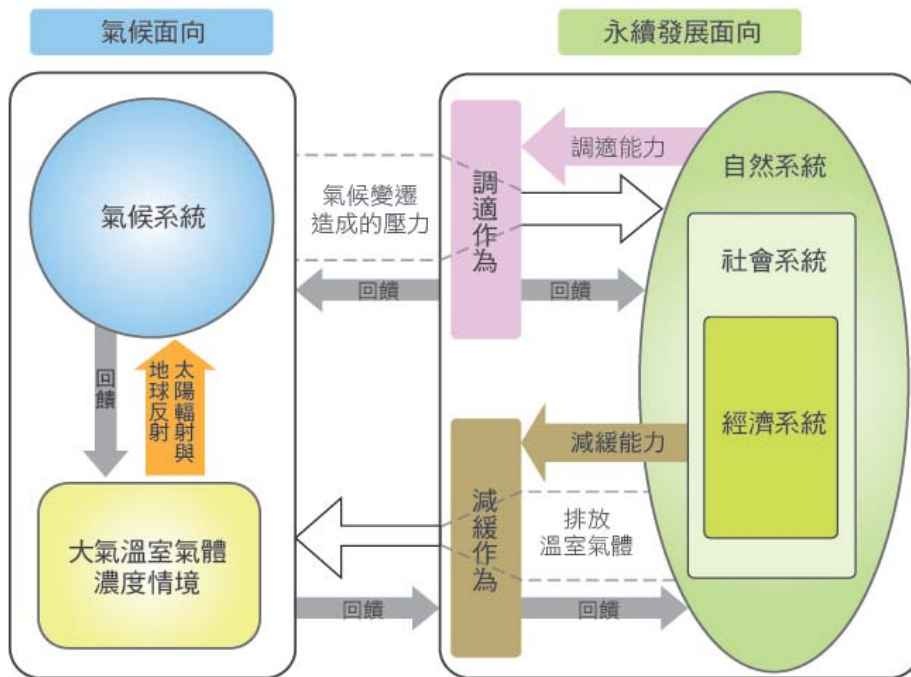 氣候面向
永續發展面向
氣候系統
回饋
太陽輻射與
地球反射
大氣溫室氣體
濃度情境
氣候變遷
造成的壓力
回饋
回饋
調適作為
調適能力
回饋
自然系統
社會系統
經濟系統
減緩作為
減緩能力
排放
溫室氣體
回饋